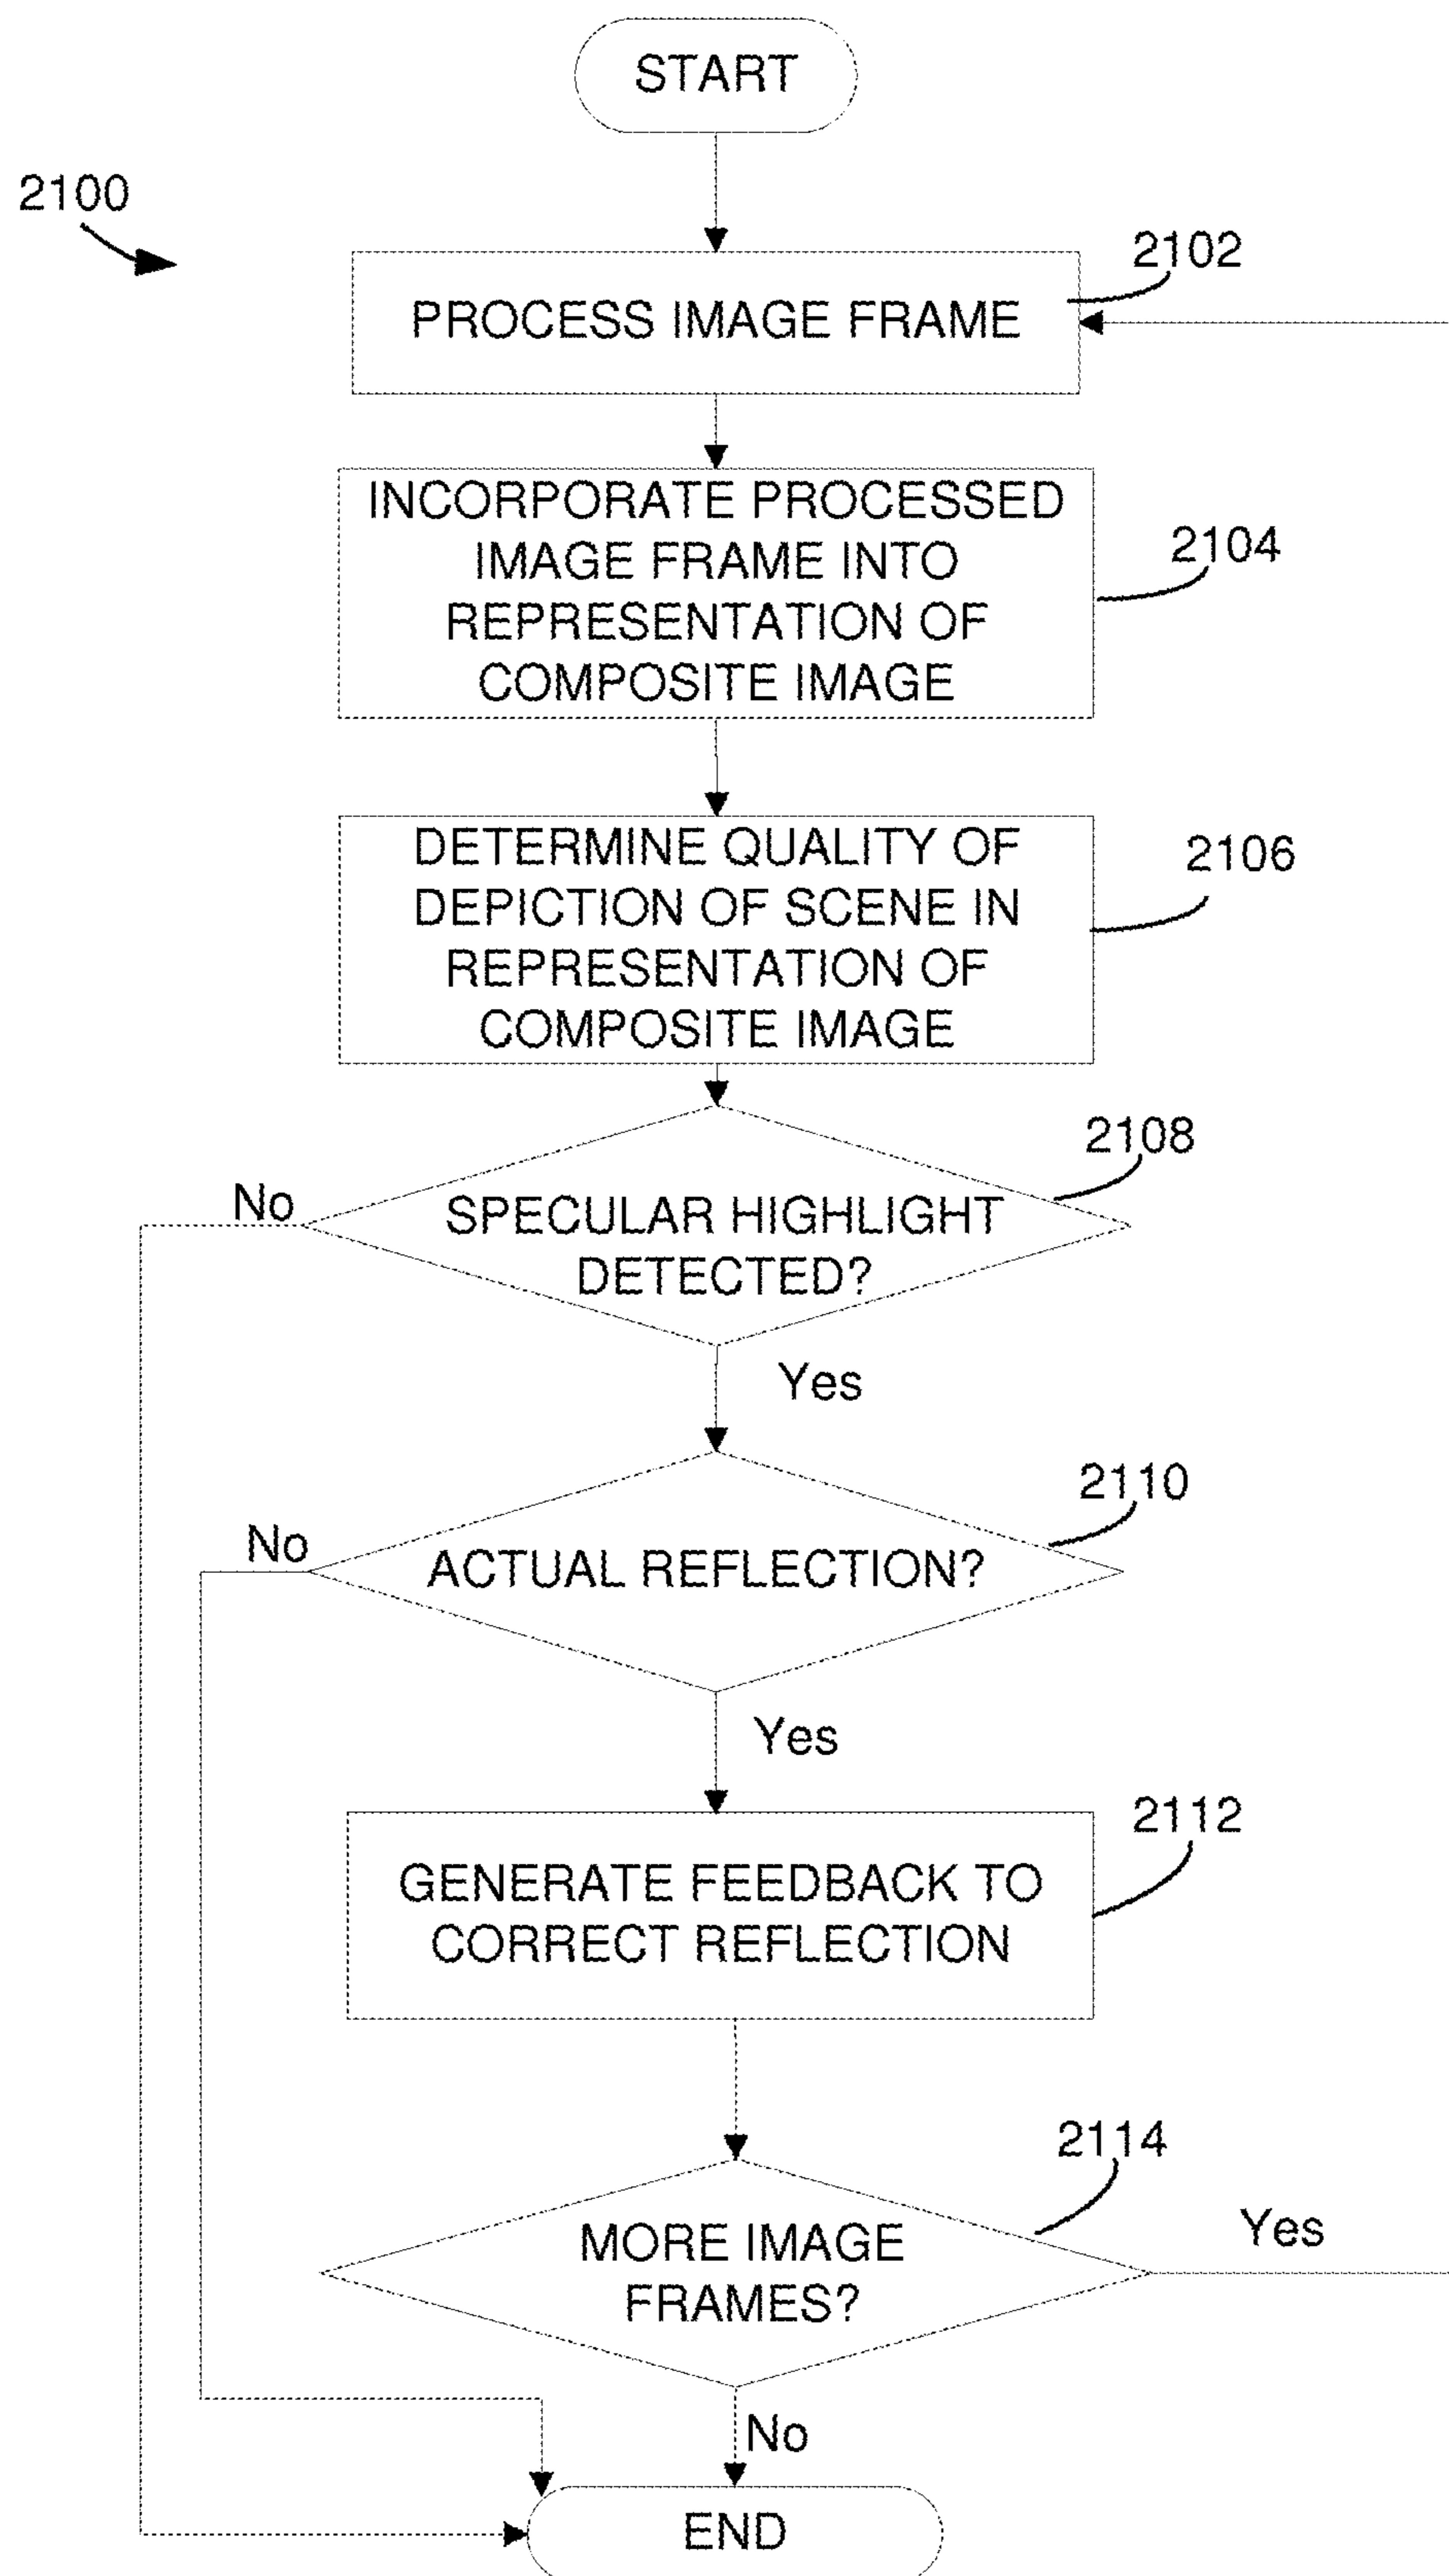 START
2100
2102
PROCESS IMAGE FRAME
INCORPORATE PROCESSED
IMAGE FRAME INTO
REPRESENTATION OF
COMPOSITE IMAGE
2104
DETERMINE QUALITY OF
DEPICTION OF SCENE IN
REPRESENTATION OF
COMPOSITE IMAGE
2106
2108
No
SPECULAR HIGHLIGHT
DETECTED?
Yes
2110
No
ACTUAL REFLECTION?
Yes
2112
GENERATE FEEDBACK TO
CORRECT REFLECTION
2114
MORE IMAGE
FRAMES?
Yes
No
END